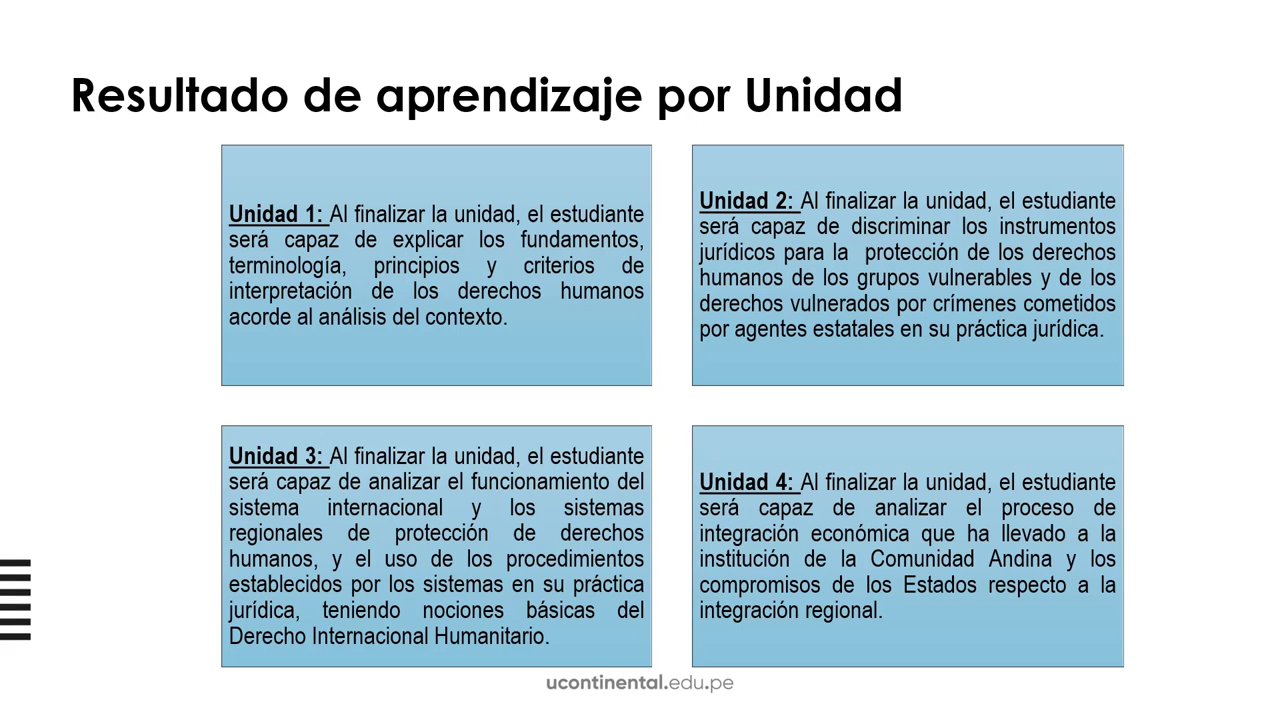 Resultado de aprendizaje por Unidad
Unidad 1: Al finalizar la unidad, el estudiante
será capaz de explicar los fundamentos,
terminología, principios y criterios de
interpretación de los derechos humanos
acorde al análisis del contexto.
Unidad 2: Al finalizar la unidad, el estudiante
será capaz de discriminar los instrumentos
jurídicos para la protección de los derechos
humanos de los grupos vulnerables y de los
derechos vulnerados por crímenes cometidos
por agentes estatales en su práctica jurídica.
Unidad 3: Al finalizar la unidad, el estudiante
será capaz de analizar el funcionamiento del
sistema internacional y los sistemas
regionales de protección de derechos
humanos, y el uso de los procedimientos
establecidos por los sistemas en su práctica
jurídica, teniendo nociones básicas del
Derecho Internacional Humanitario.
Unidad 4: Al finalizar la unidad, el estudiante
será capaz de analizar el proceso de
integración económica que ha llevado a la
institución de la Comunidad Andina y los
compromisos de los Estados respecto a la
integración regional.
ucontinental.edu.pe